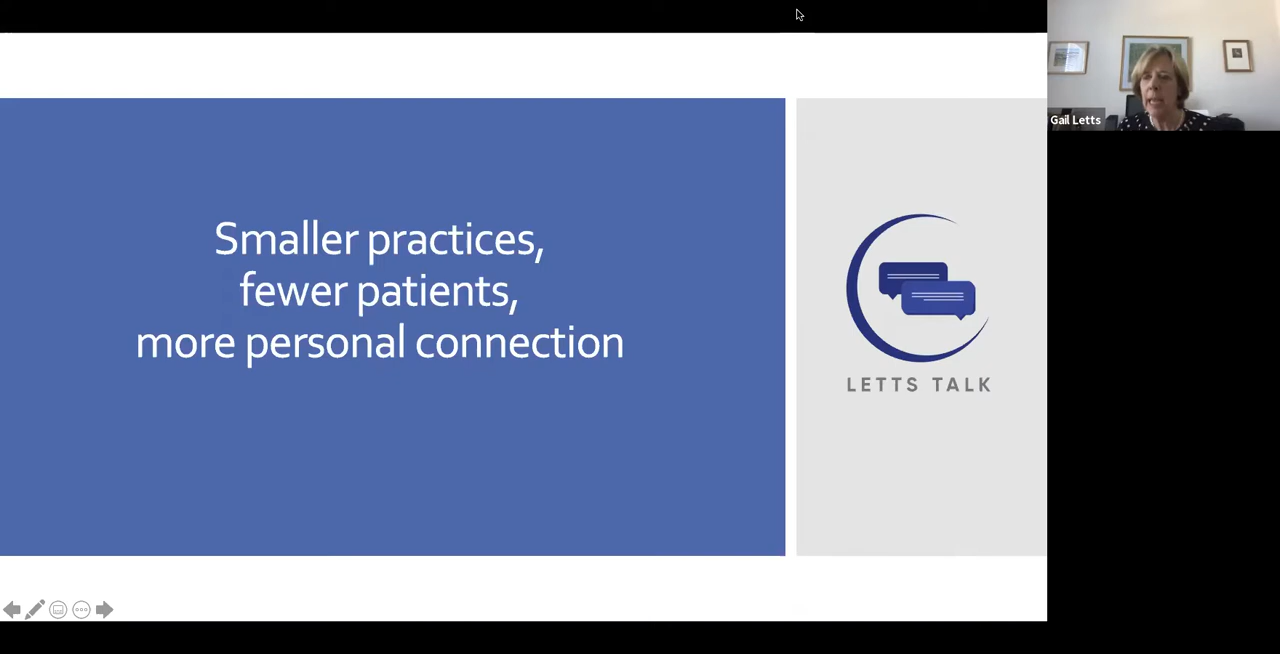 Smaller practices,
fewer patients,
more personal connection
LETTS TALK
Gail Letts